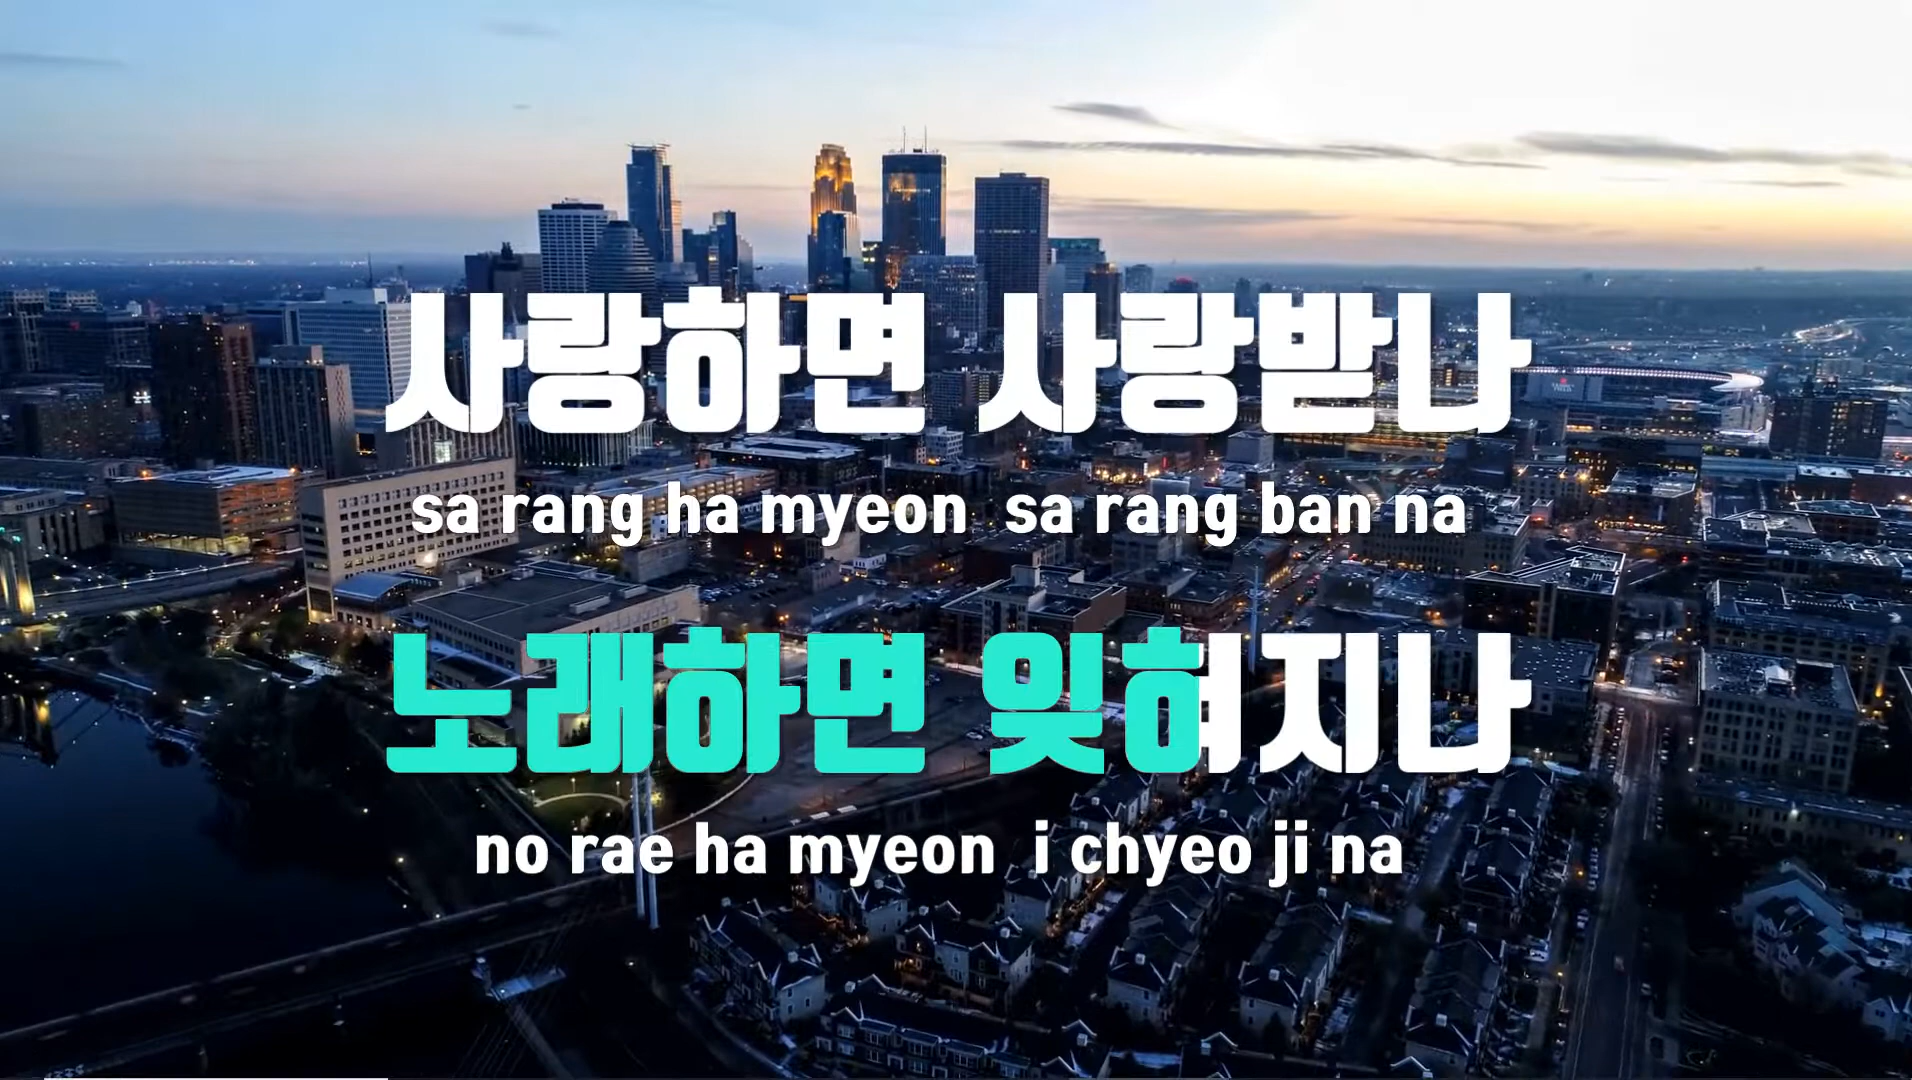 사랑하면 사랑받나
sa rang ha myeon sa rang ban na
노래하면 잊혀지나
no rae ha myeon i chyeo ji na